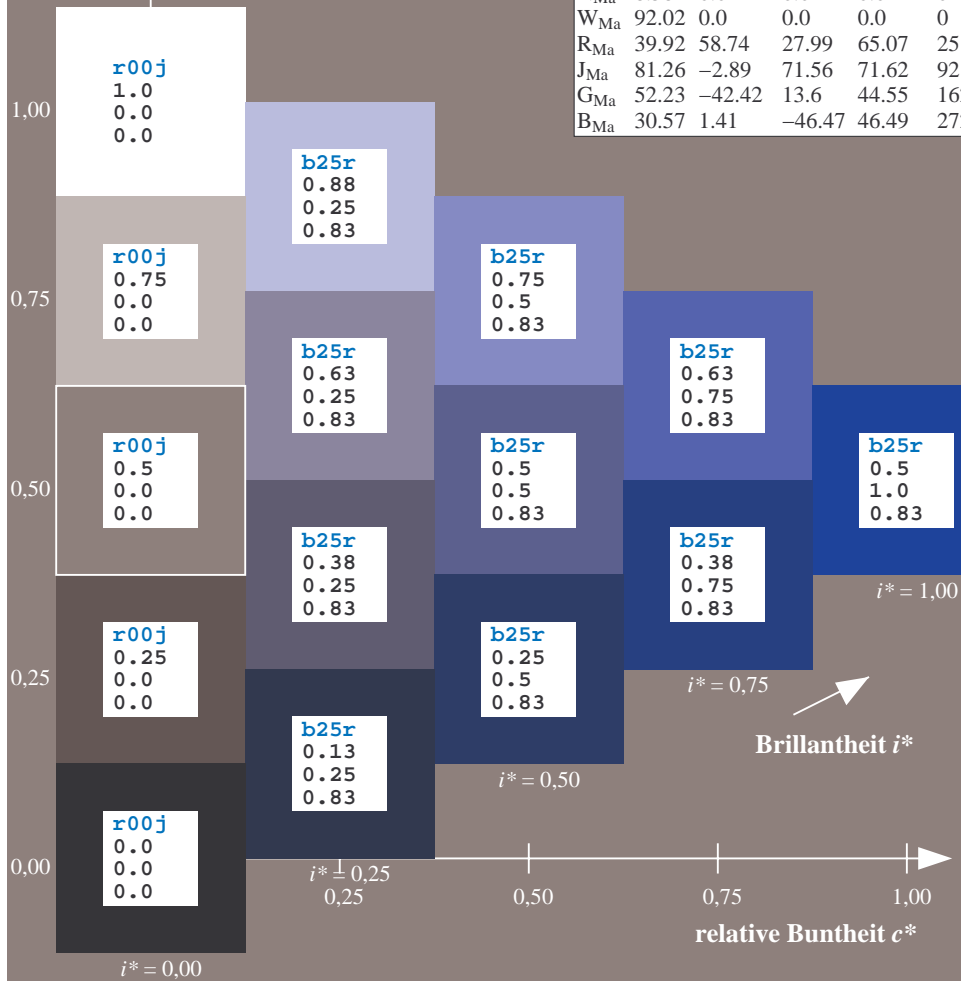 W_Ma 92.02 0.0 0.0 0.0 0
R_Ma 39.92 58.74 27.99 65.07 25
J_Ma 81.26 −2.89 71.56 71.62 92
G_Ma 52.23 −42.42 13.6 44.55
B_Ma 30.57 1.41 −46.47 46.49
r00j
1.0
0.0
0.0
1,00
b25r
0.88
0.25
0.83
r00j
0.75
0.0
0.0
b25r
0.75
0.5
0.83
0,75
b25r
0.63
0.25
0.83
b25r
0.63
0.75
0.83
r00j
0.5
0.0
0.0
b25r
0.5
0.5
0.83
b25r
0.5
1.0
0.83
0,50
b25r
0.38
0.25
0.83
b25r
0.38
0.75
0.83
i* = 1,00
r00j
0.25
0.0
0.0
b25r
0.25
0.5
0.83
0,25
i* = 0,75
b25r
0.13
0.25
0.83
Brillantheit i*
i* = 0,50
r00j
0.0
0.0
0.0
0,00
i* = 0,25
0,25 0,50 0,75 1,00
relative Buntheit c*
i* = 0,00